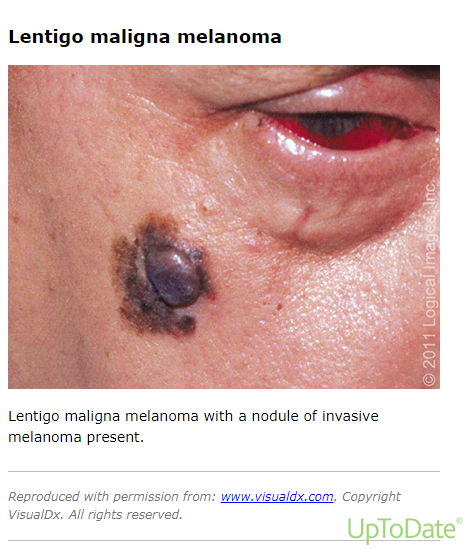 Lentigo maligna melanoma
© 2011 Logical Images, Inc.
Lentigo maligna melanoma with a nodule of invasive
melanoma present.
Reproduced with permission from: www.visualdx.com. Copyright
VisualDx. All rights reserved.
UpToDate®